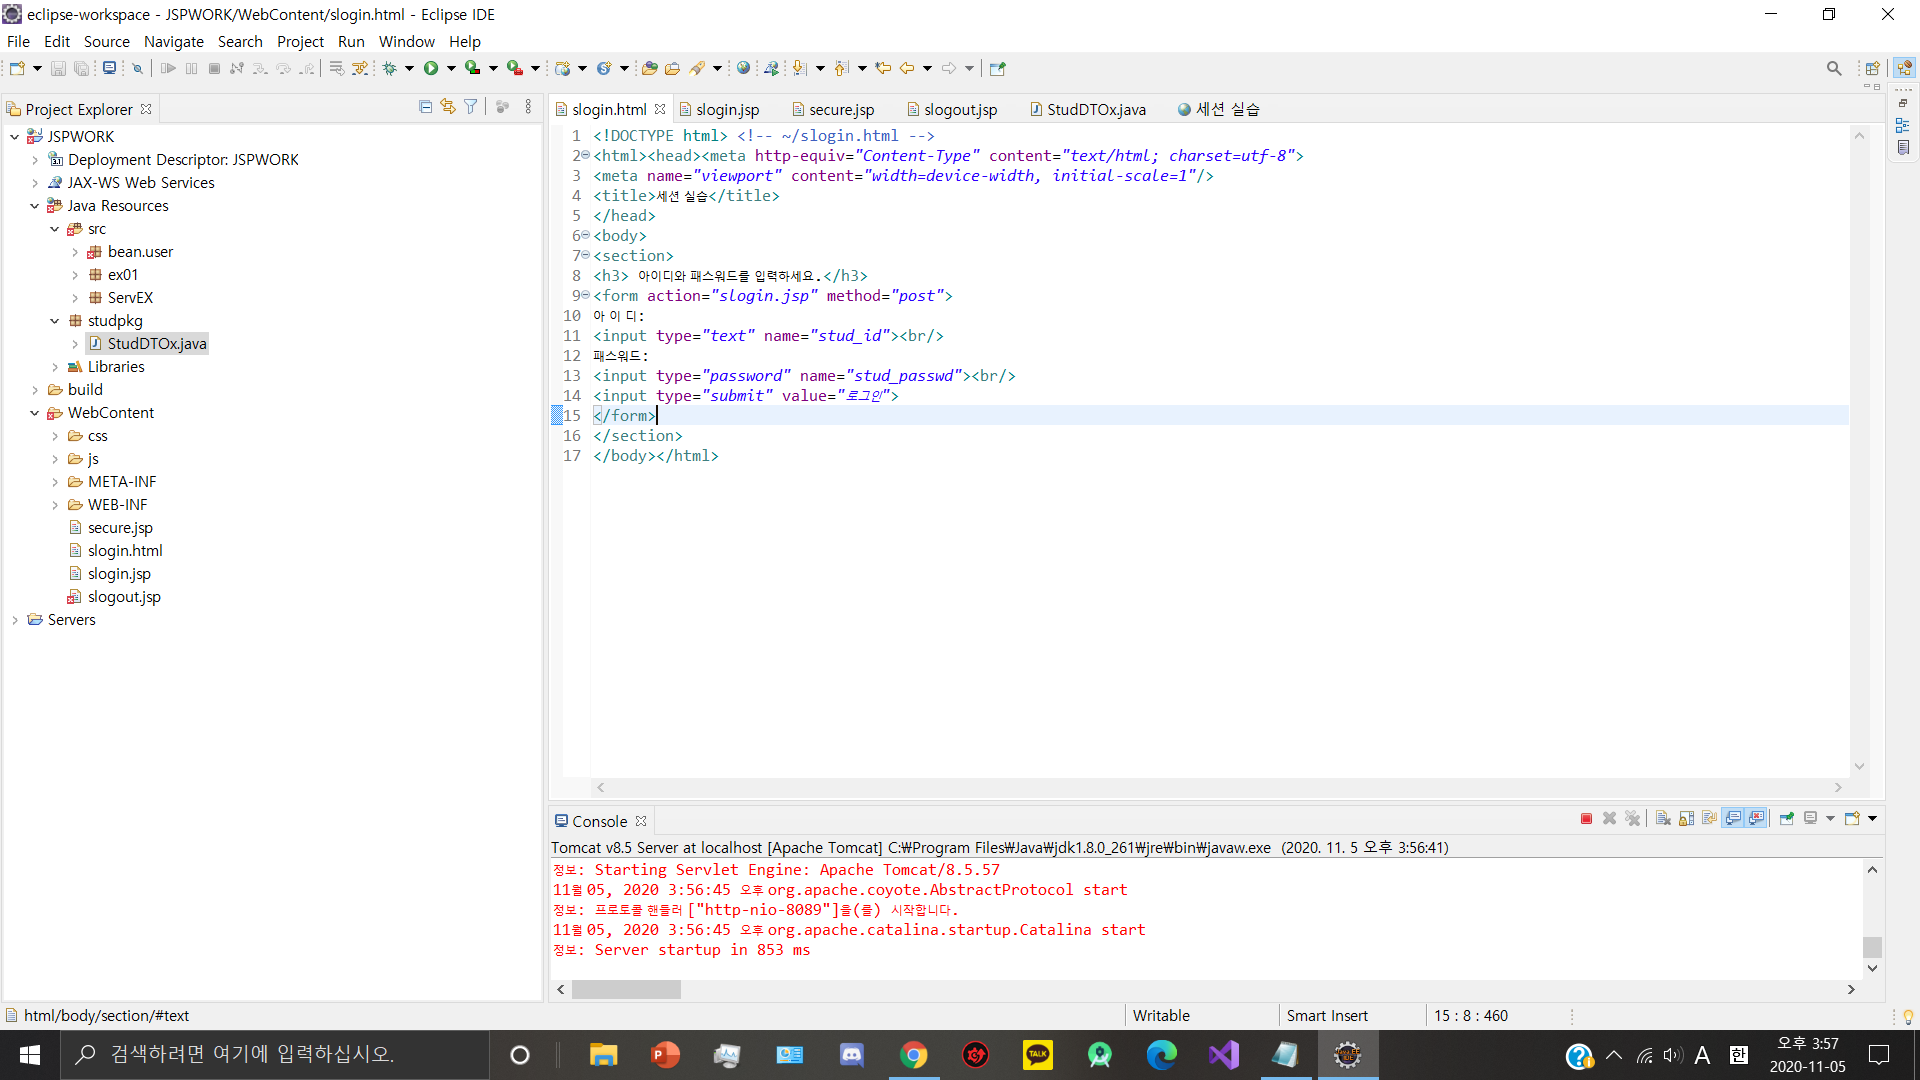 eclipse-workspace - JSPWORK/WebContent/slogin.html - Eclipse IDE
File Edit Source Navigate Search Project Run Window Help
Project Explorer
JSPWORK
Deployment Descriptor: JSPWORK
JAX-WS Web Services
Java Resources
src
bean.user
ex01
ServEX
studpkg
StudDTOx.java
Libraries
build
WebContent
css
js
META-INF
WEB-INF
secure.jsp
slogin.html
slogin.jsp
slogout.jsp
Servers
slogin.html slogin.jsp secure.jsp slogout.jsp StudDTOx.java 세션 실습
1 <!DOCTYPE html> <!-- ~/slogin.html -->
2 <html><head><meta http-equiv="Content-Type" content="text/html; charset=utf-8">
3 <meta name="viewport" content="width=device-width, initial-scale=1"/>
4 <title>세션 실습</title>
5 </head>
6 <body>
7 <section>
8 <h3> 아이디와 패스워드를 입력하세요.</h3>
9 <form action="slogin.jsp" method="post">
10 아 이 디:
11 <input type="text" name="stud_id"><br/>
12 패스워드:
13 <input type="password" name="stud_passwd"><br/>
14 <input type="submit" value="로그인">
15 </form>
16 </section>
17 </body></html>
Console
Tomcat v8.5 Server at localhost [Apache Tomcat] C:₩Program Files₩Java₩jdk1.8.0_261₩jre₩bin₩javaw.exe (2020. 11. 5 오후 3:56:41)
정보: Starting Servlet Engine: Apache Tomcat/8.5.57
11월 05, 2020 3:56:45 오후 org.apache.coyote.AbstractProtocol start
정보: 프로토콜 핸들러 ["http-nio-8089"]을(를) 시작합니다.
11월 05, 2020 3:56:45 오후 org.apache.catalina.startup.Catalina start
정보: Server startup in 853 ms
html/body/section/#text Writable Smart Insert 15 : 8 : 460
검색하려면 여기에 입력하십시오.
TALK
A 한
오후 3:57
2020-11-05